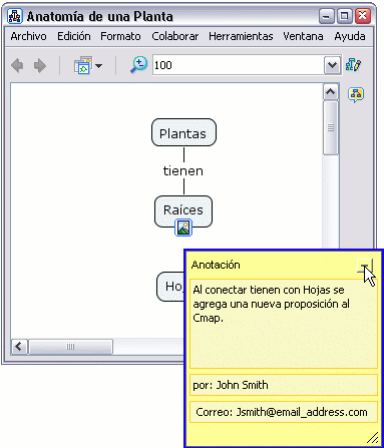 Anatomía de una Planta
Archivo Edición Formato Colaborar Herramientas Ventana Ayuda
100
Plantas
tienen
Raíces
Anotación
Al conectar tienen con Hojas se
agrega una nueva proposición al
Cmap.
por: John Smith
Correo: Jsmith@email_address.com